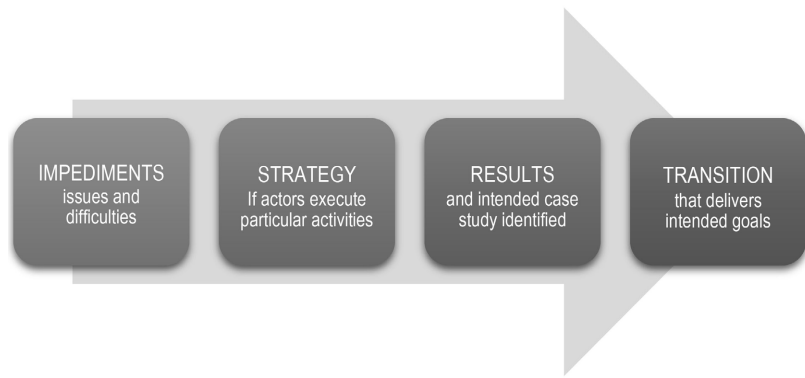 IMPEDIMENTS
issues and
difficulties
STRATEGY
If actors execute
particular activities
RESULTS
and intended case
study identified
TRANSITION
that delivers
intended goals